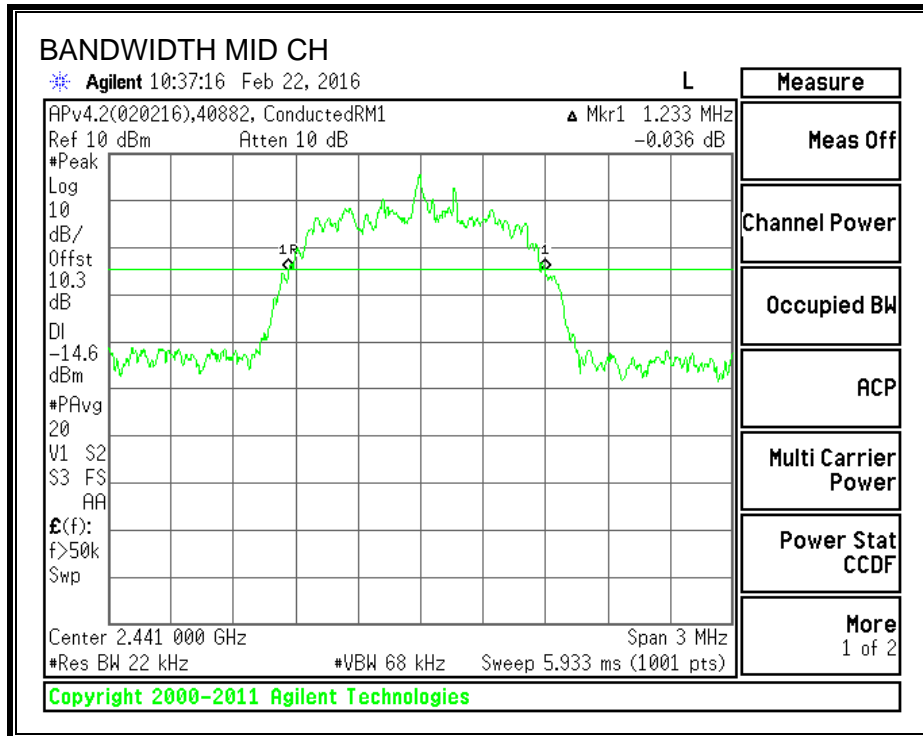 BANDWIDTH MID CH
Agilent 10:37:16 Feb 22, 2016 L
APv4.2(020216),40882, ConductedRM1 Δ Mkr1 1.233 MHz
Ref 10 dBm Atten 10 dB -0.036 dB
#Peak
Log
10
dB/
Offst
10.3
dB
DI
-14.6
dBm
#PAvg
20
V1 S2
S3 FS
AA
£(f):
f>50k
Swp
1R
1
Center 2.441 000 GHz Span 3 MHz
#Res BW 22 kHz #VBW 68 kHz Sweep 5.933 ms (1001 pts)
Copyright 2000-2011 Agilent Technologies
Measure
Meas Off
Channel Power
Occupied BW
ACP
Multi Carrier
Power
Power Stat
CCDF
More
1 of 2